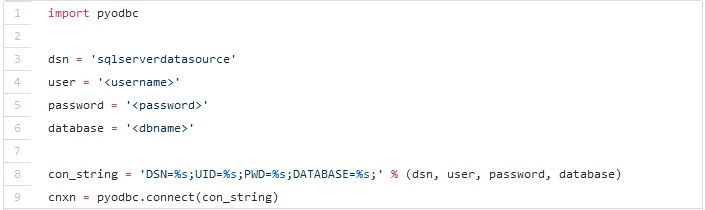 1 import pyodbc
2
3 dsn = 'sqlserverdatasource'
4 user = '<username>'
5 password = '<password>'
6 database = '<dbname>'
7
8 con_string = 'DSN=%s;UID=%s;PWD=%s;DATABASE=%s;' % (dsn, user, password, database)
9 cnxn = pyodbc.connect(con_string)